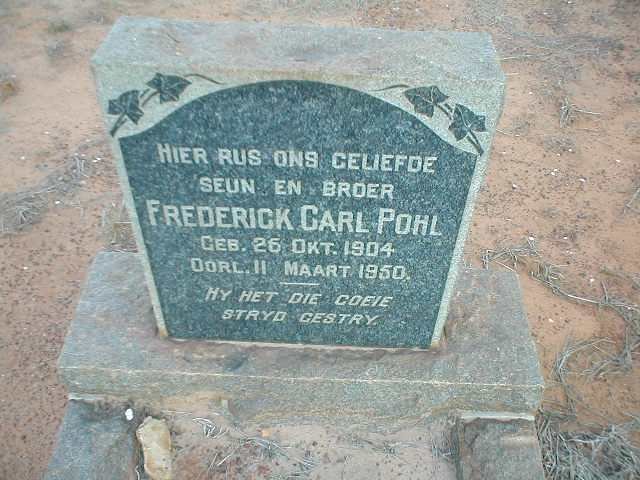 HIER RUS ONS GELIEFDE
SEUN EN BROER
FREDERICK CARL POHL
GEB. 26 OKT. 1904
OORL. 11 MAART 1950.
HY HET DIE GOEIE
STRYD GESTRY.